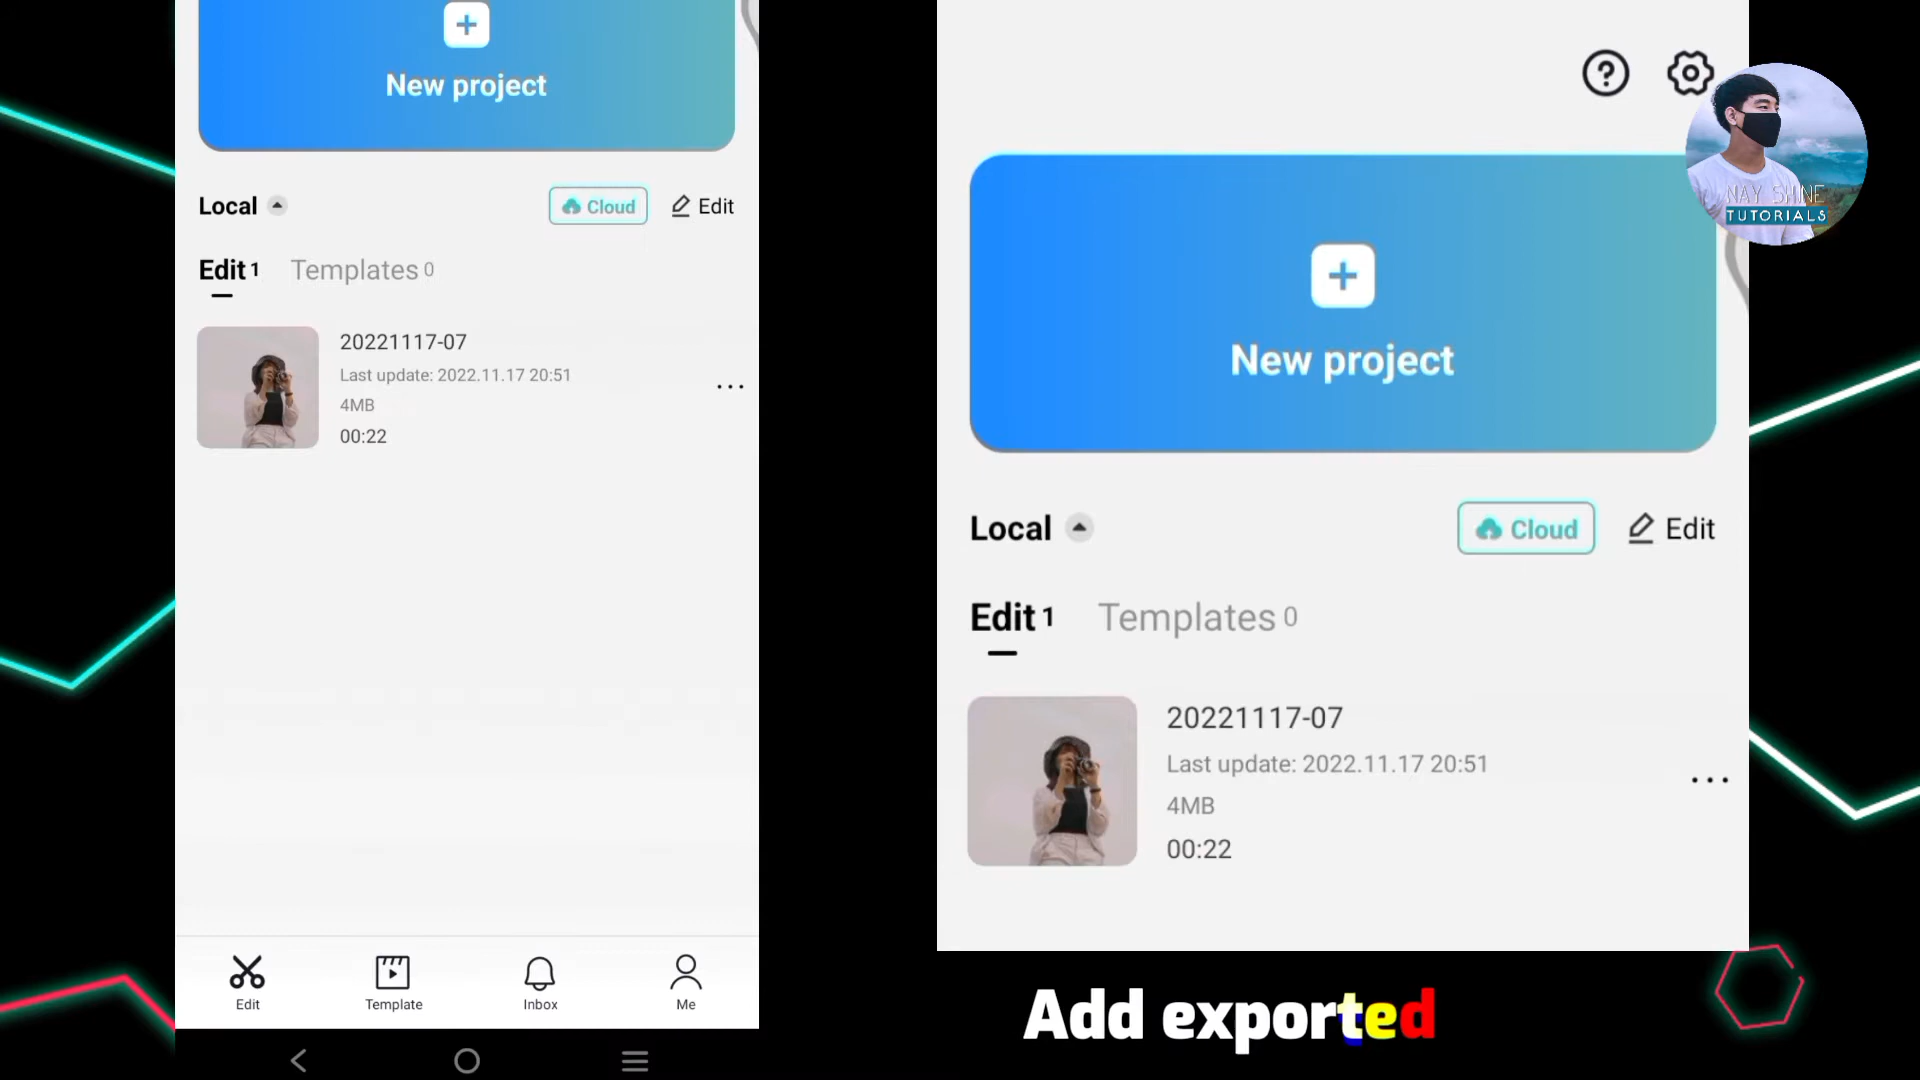 New project
Local
Cloud
Edit
Edit 1
Templates 0
20221117-07
Last update: 2022.11.17 20:51
4MB
00:22
Edit
Template
Inbox
Me
New project
Local
Cloud
Edit
Edit 1
Templates 0
20221117-07
Last update: 2022.11.17 20:51
4MB
00:22
NAY SHINE
TUTORIALS
Add exported